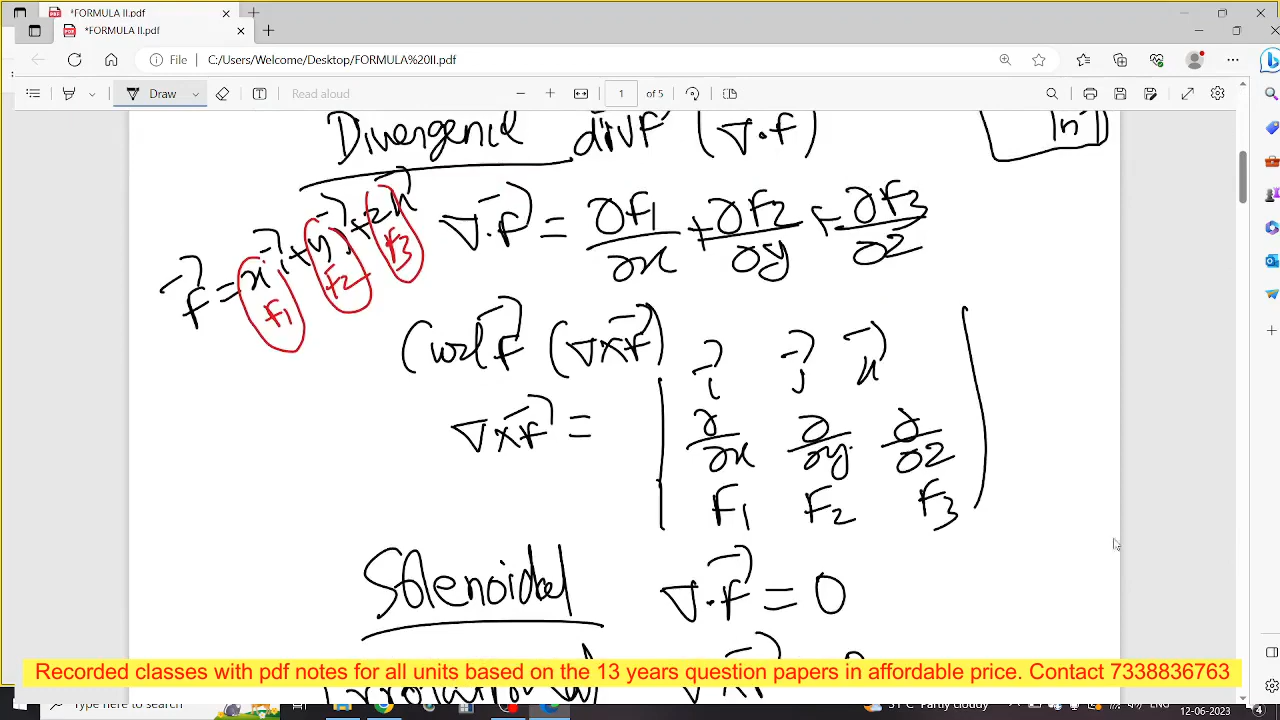 *FORMULA II.pdf
*FORMULA II.pdf
File C:/Users/Welcome/Desktop/FORMULA%20II.pdf
Draw Read aloud 1 of 5
Divergence div F (∇.f)
∇.F⃗ = ∂F1/∂x + ∂F2/∂y + ∂F3/∂z
f⃗ = xi⃗ + yj⃗ + zk⃗
f1 f2 f3
Curl F⃗ (∇×F⃗)
i⃗ j⃗ k⃗
∇×F⃗ = ∂/∂x ∂/∂y ∂/∂z
F1 F2 F3
Solenoidal ∇.F⃗ = 0
Recorded classes with pdf notes for all units based on the 13 years question papers in affordable price. Contact 7338836763
12-06-2023